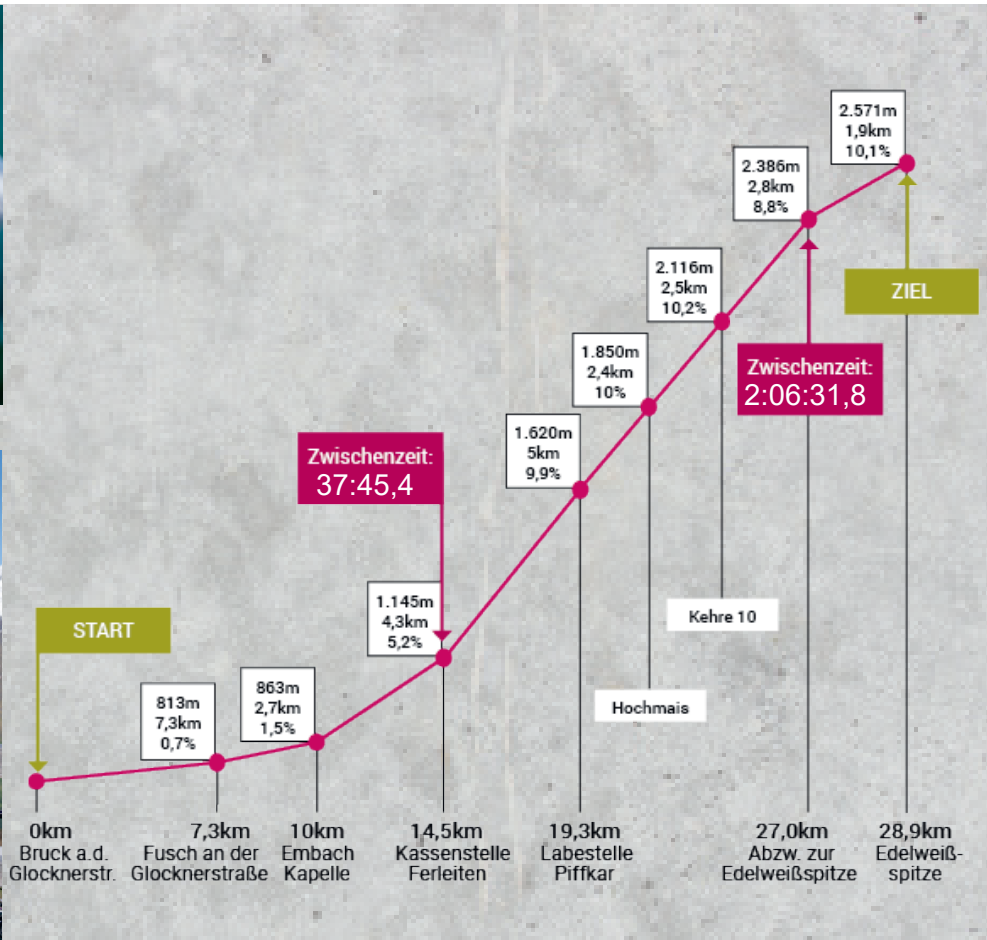 2.571m
1,9km
10,1%
2.386m
2,8km
8,8%
2.116m
2,5km
10,2%
ZIEL
1.850m
2,4km
10%
Zwischenzeit:
2:06:31,8
1.620m
5km
9,9%
Zwischenzeit:
37:45,4
1.145m
4,3km
5,2%
START
Kehre 10
813m
7,3km
0,7%
863m
2,7km
1,5%
Hochmais
0km
Bruck a.d.
Glocknerstr.
7,3km
Fusch an der
Glocknerstraße
10km
Embach
Kapelle
14,5km
Kassenstelle
Ferleiten
19,3km
Labestelle
Piffkar
27,0km
Abzw. zur
Edelweißspitze
28,9km
Edelweiß-
spitze